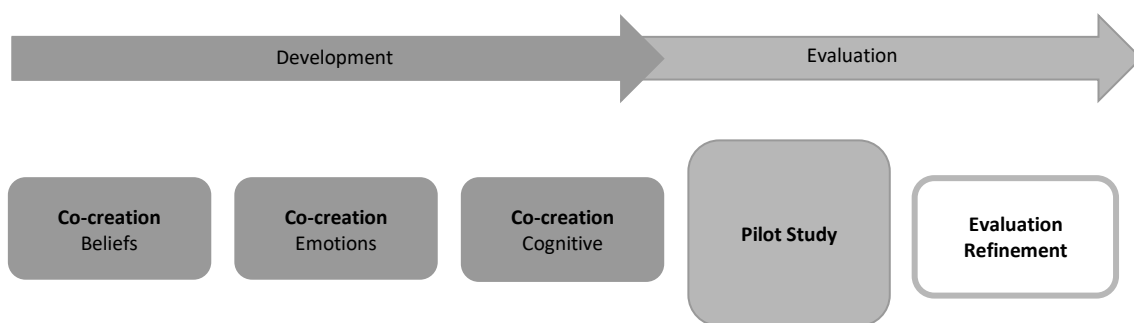 Development
Evaluation
Co-creation
Beliefs
Co-creation
Emotions
Co-creation
Cognitive
Pilot Study
Evaluation
Refinement